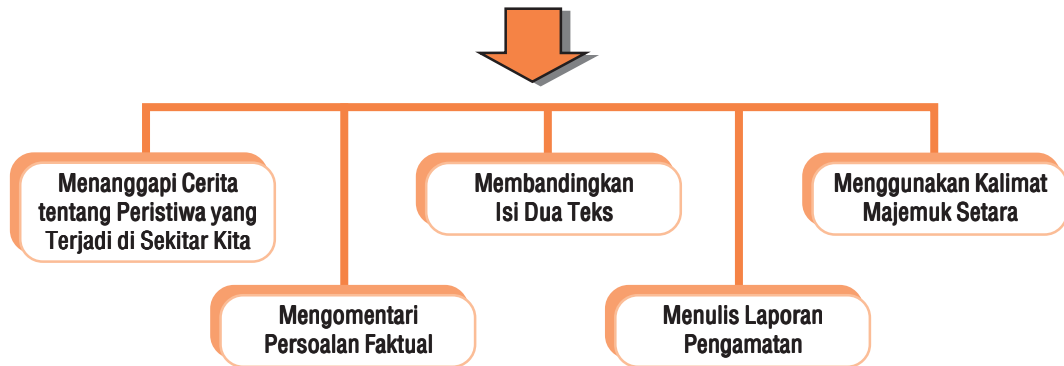 Menanggapi Cerita
tentang Peristiwa yang
Terjadi di Sekitar Kita
Mengomentari
Persoalan Faktual
Membandingkan
Isi Dua Teks
Menulis Laporan
Pengamatan
Menggunakan Kalimat
Majemuk Setara